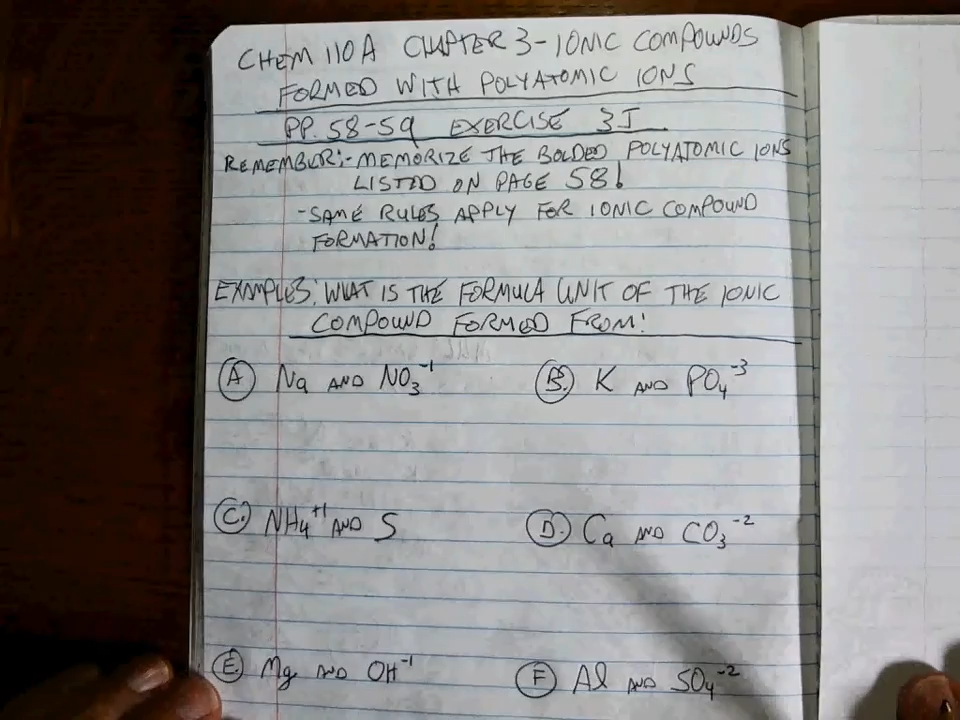 CHEM 110A CHAPTER 3 - IONIC COMPOUNDS
FORMED WITH POLYATOMIC IONS
PP. 58-59 EXERCISE 3J
REMEMBER:- MEMORIZE THE BOLDED POLYATOMIC IONS
LISTED ON PAGE 58!
- SAME RULES APPLY FOR IONIC COMPOUND
FORMATION!
EXAMPLES: WHAT IS THE FORMULA UNIT OF THE IONIC
COMPOUND FORMED FROM:
A. Na AND NO₃⁻¹ B. K AND PO₄⁻³
C. NH₄⁺¹ AND S D. Ca AND CO₃⁻²
E. Mg AND OH⁻¹ F Al AND SO₄⁻²